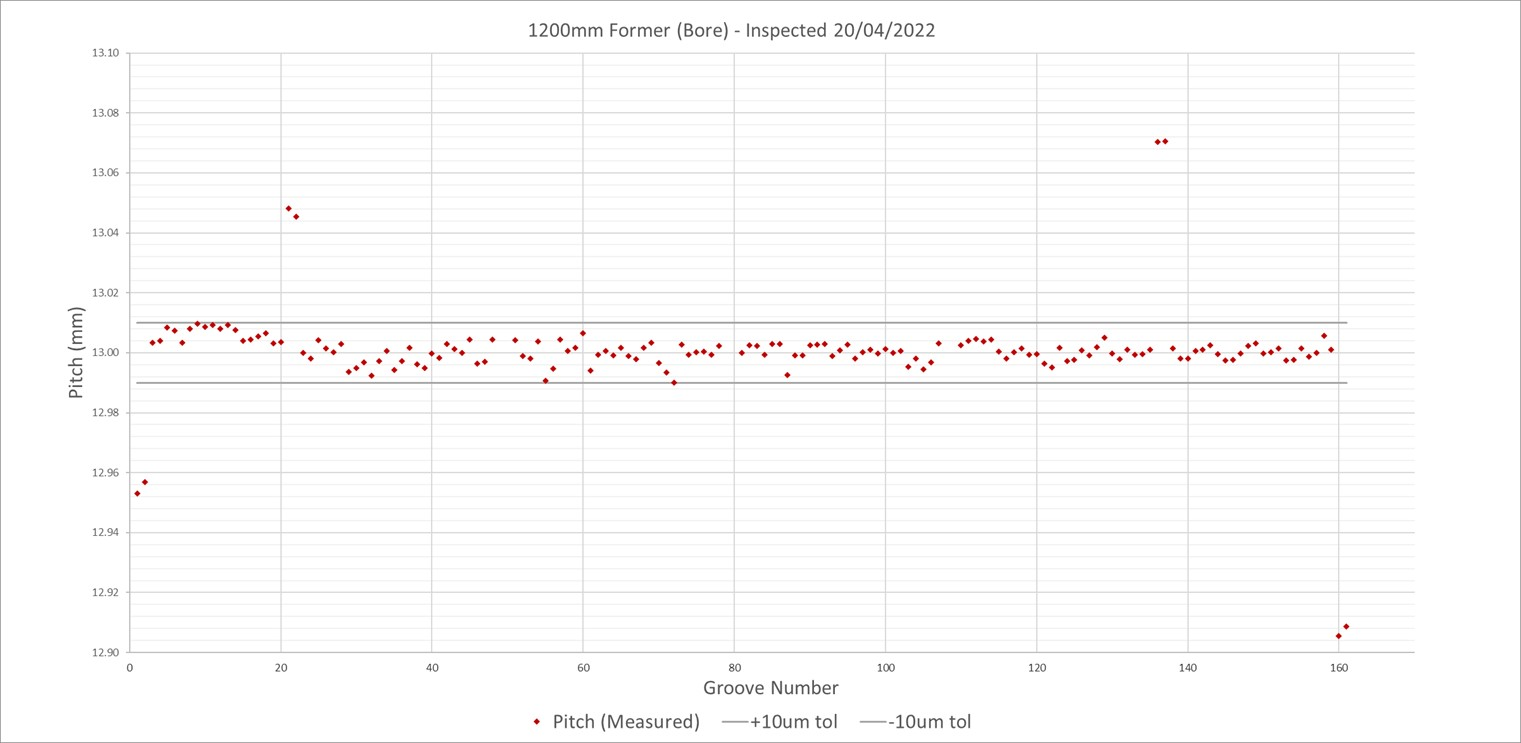 1200mm Former (Bore) - Inspected 20/04/2022
13.10
13.08
13.06
13.04
13.02
13.00
12.98
12.96
12.94
12.92
12.90
Pitch (mm)
0 20 40 60 80 100 120 140 160
Groove Number
Pitch (Measured) +10um tol -10um tol